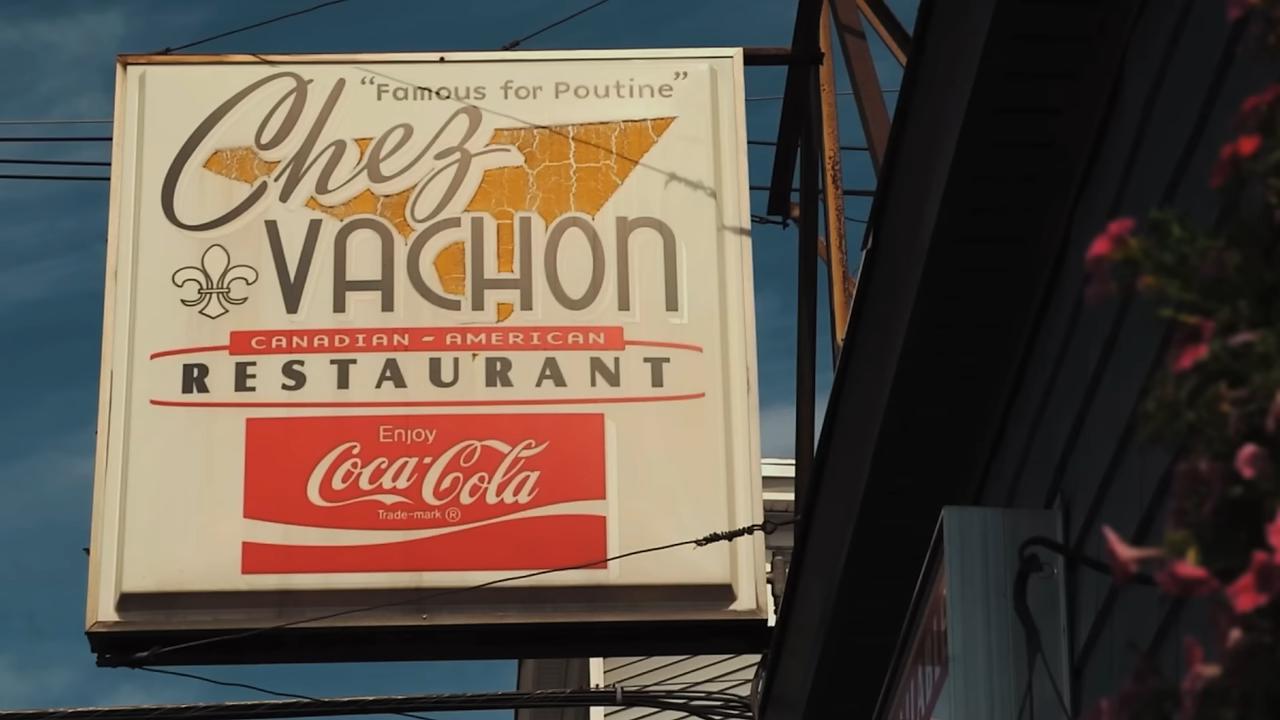 "Famous for Poutine"
Chez
VACHON
CANADIAN - AMERICAN
RESTAURANT
Enjoy
Coca-Cola
Trade-mark ®